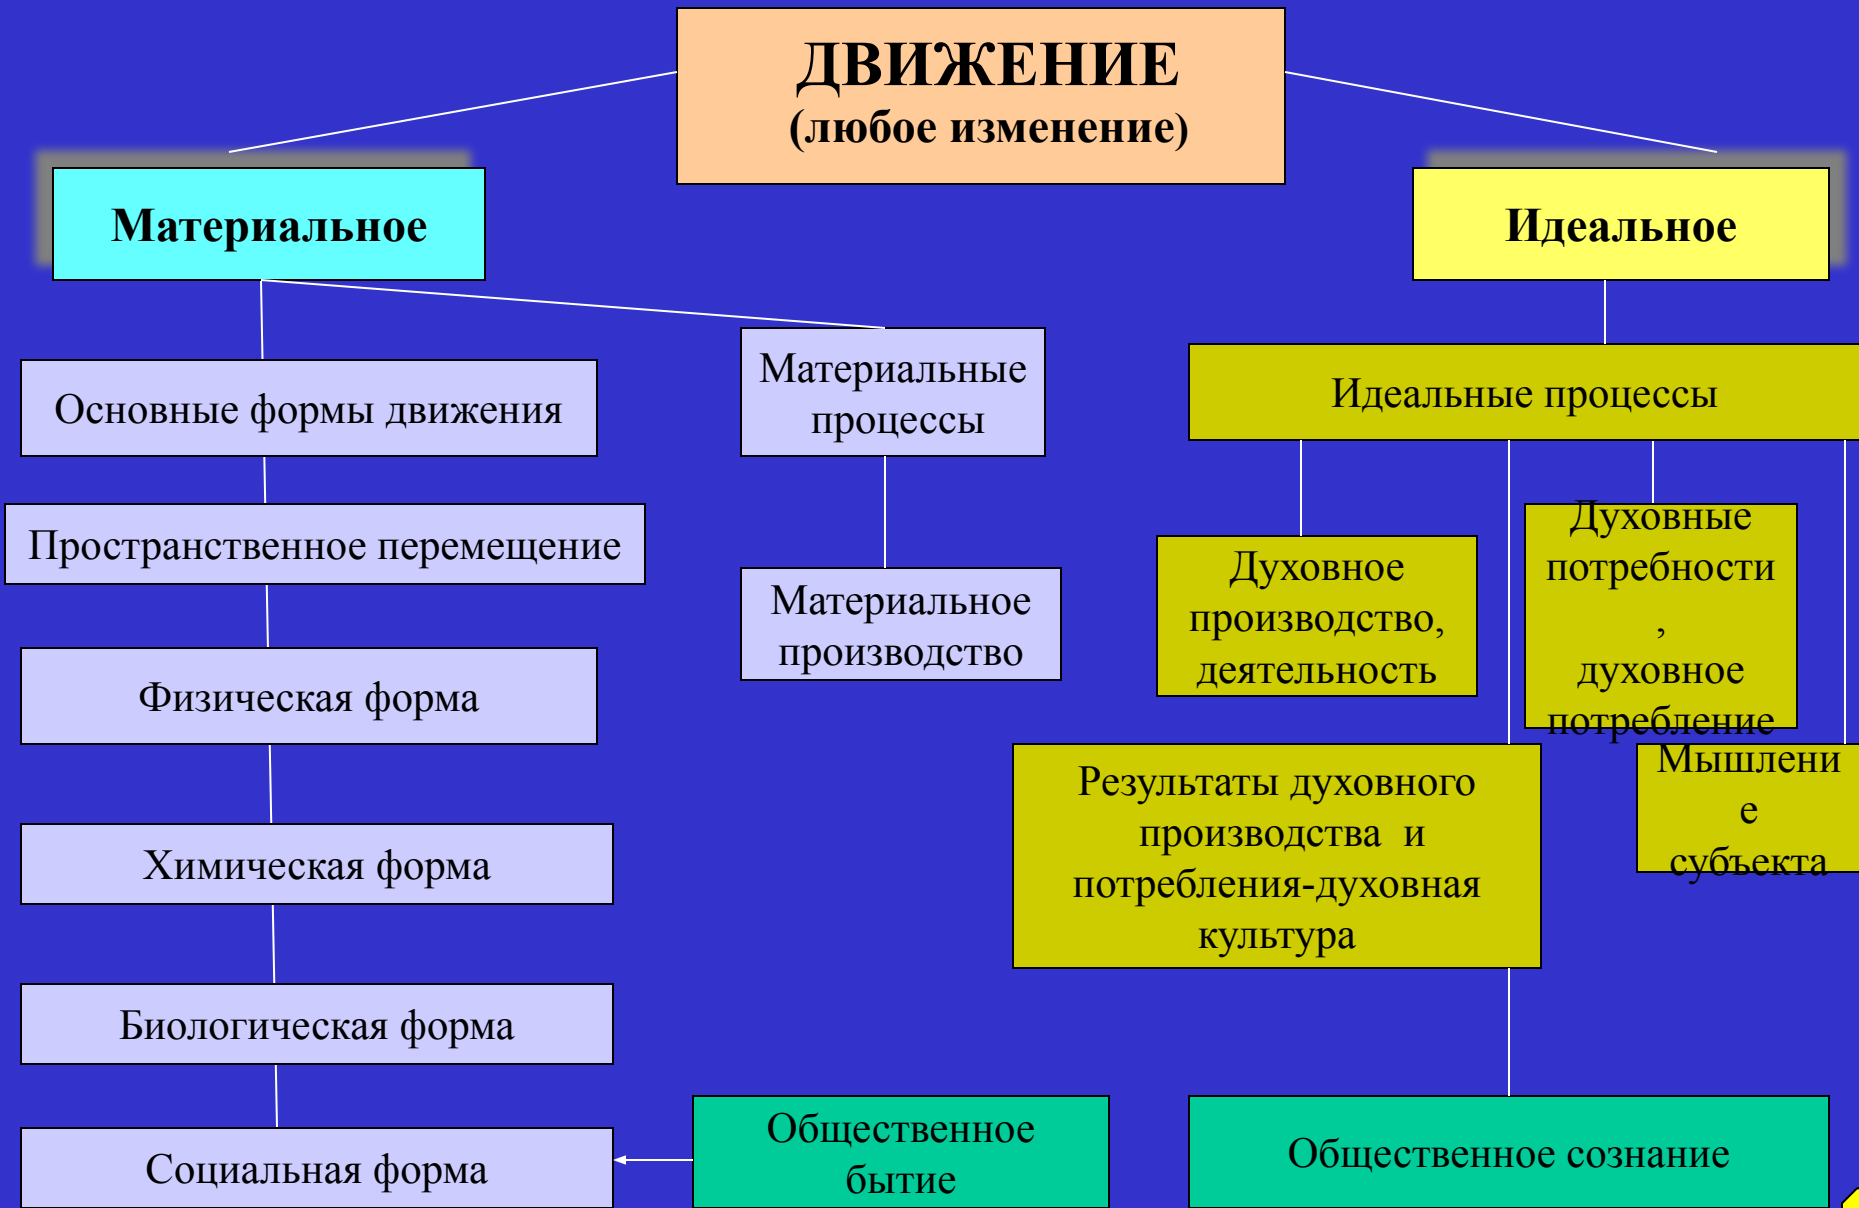 ДВИЖЕНИЕ
(любое изменение)
Материальное
Идеальное
Основные формы движения
Материальные
процессы
Идеальные процессы
Пространственное перемещение
Материальное
производство
Духовное
производство,
деятельность
Духовные
потребности
,
духовное
потребление
Физическая форма
Результаты духовного
производства и
потребления-духовная
культура
Мышлени
е
субъекта
Химическая форма
Биологическая форма
Социальная форма
Общественное
бытие
Общественное сознание